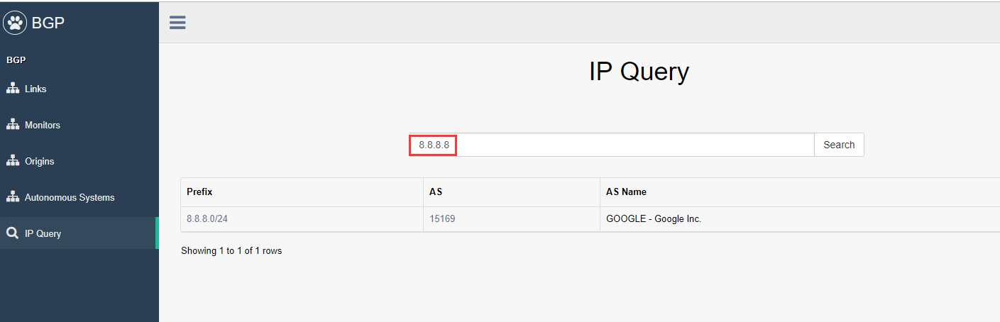 BGP
BGP
Links
Monitors
Origins
Autonomous Systems
IP Query
IP Query
8.8.8.8 Search
Prefix AS AS Name
8.8.8.0/24 15169 GOOGLE - Google Inc.
Showing 1 to 1 of 1 rows